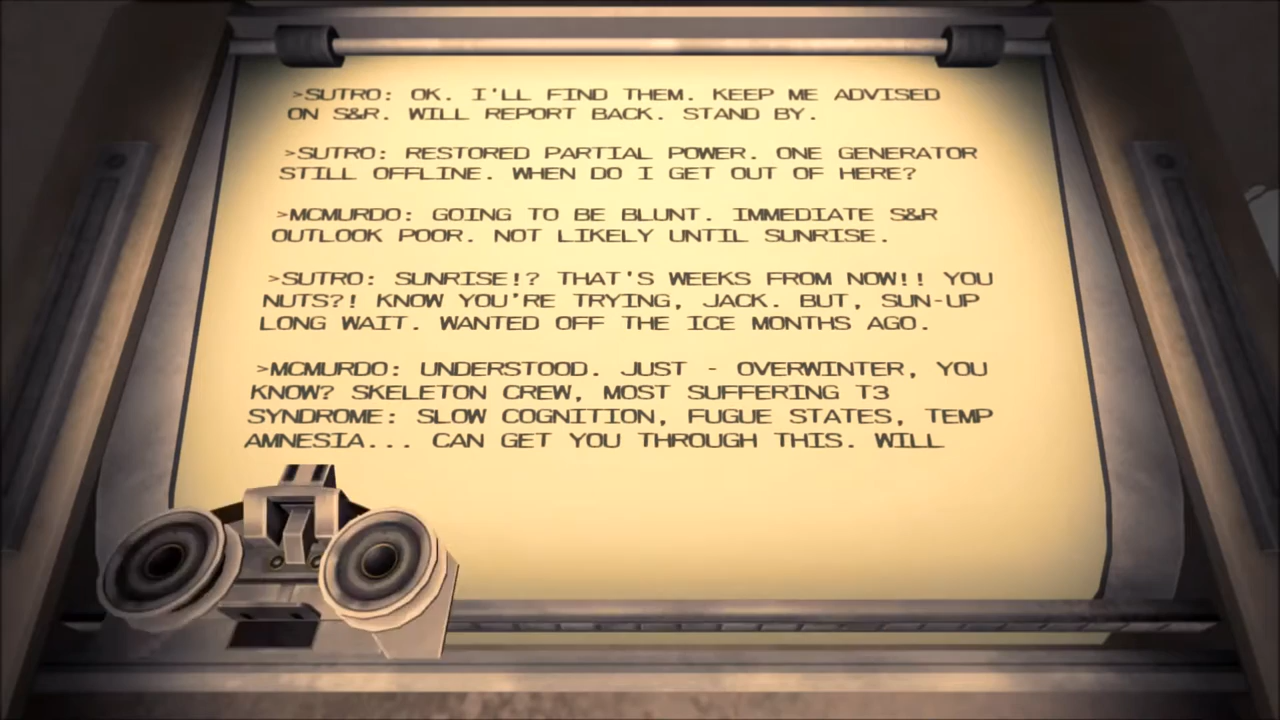 >SUTRO: OK. I'LL FIND THEM. KEEP ME ADVISED
ON S&R. WILL REPORT BACK. STAND BY.
>SUTRO: RESTORED PARTIAL POWER. ONE GENERATOR
STILL OFFLINE. WHEN DO I GET OUT OF HERE?
>MCMURDO: GOING TO BE BLUNT. IMMEDIATE S&R
OUTLOOK POOR. NOT LIKELY UNTIL SUNRISE.
>SUTRO: SUNRISE!? THAT'S WEEKS FROM NOW!! YOU
NUTS?! KNOW YOU'RE TRYING, JACK. BUT, SUN-UP
LONG WAIT. WANTED OFF THE ICE MONTHS AGO.
>MCMURDO: UNDERSTOOD. JUST - OVERWINTER, YOU
KNOW? SKELETON CREW, MOST SUFFERING T3
SYNDROME: SLOW COGNITION, FUGUE STATES, TEMP
AMNESIA... CAN GET YOU THROUGH THIS. WILL